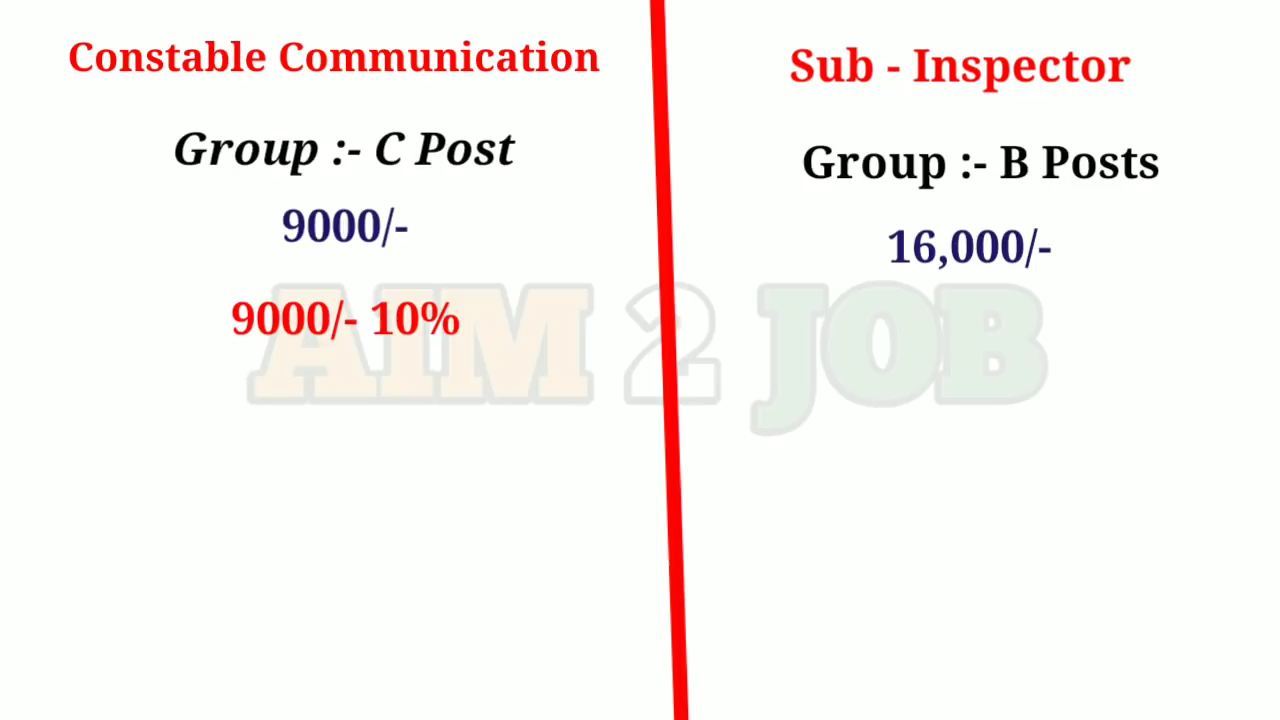 Constable Communication
Group :- C Post
9000/-
9000/- 10%
Sub - Inspector
Group :- B Posts
16,000/-
AIM 2 JOB